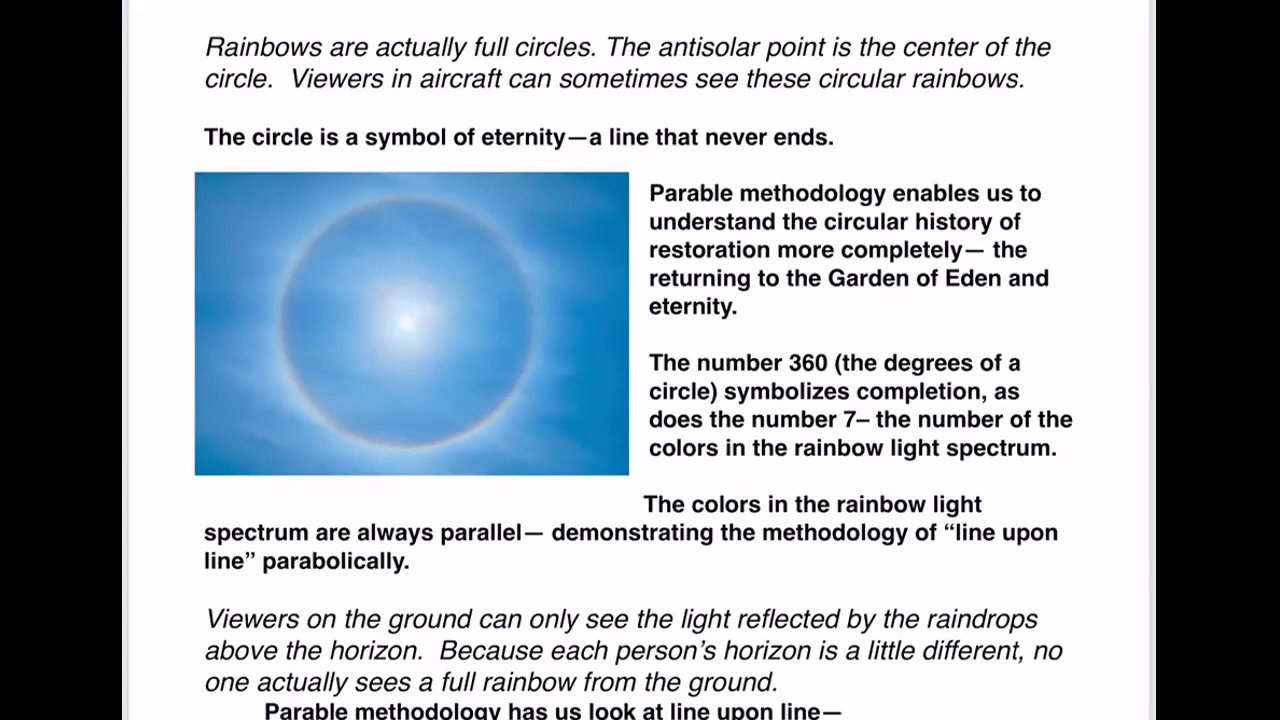 Rainbows are actually full circles. The antisolar point is the center of the
circle.  Viewers in aircraft can sometimes see these circular rainbows.
The circle is a symbol of eternity—a line that never ends.
Parable methodology enables us to
understand the circular history of
restoration more completely— the
returning to the Garden of Eden and
eternity.
The number 360 (the degrees of a
circle) symbolizes completion, as
does the number 7– the number of the
colors in the rainbow light spectrum.
The colors in the rainbow light
spectrum are always parallel— demonstrating the methodology of “line upon
line” parabolically.
Viewers on the ground can only see the light reflected by the raindrops
above the horizon.  Because each person’s horizon is a little different, no
one actually sees a full rainbow from the ground.
Parable methodology has us look at line upon line—